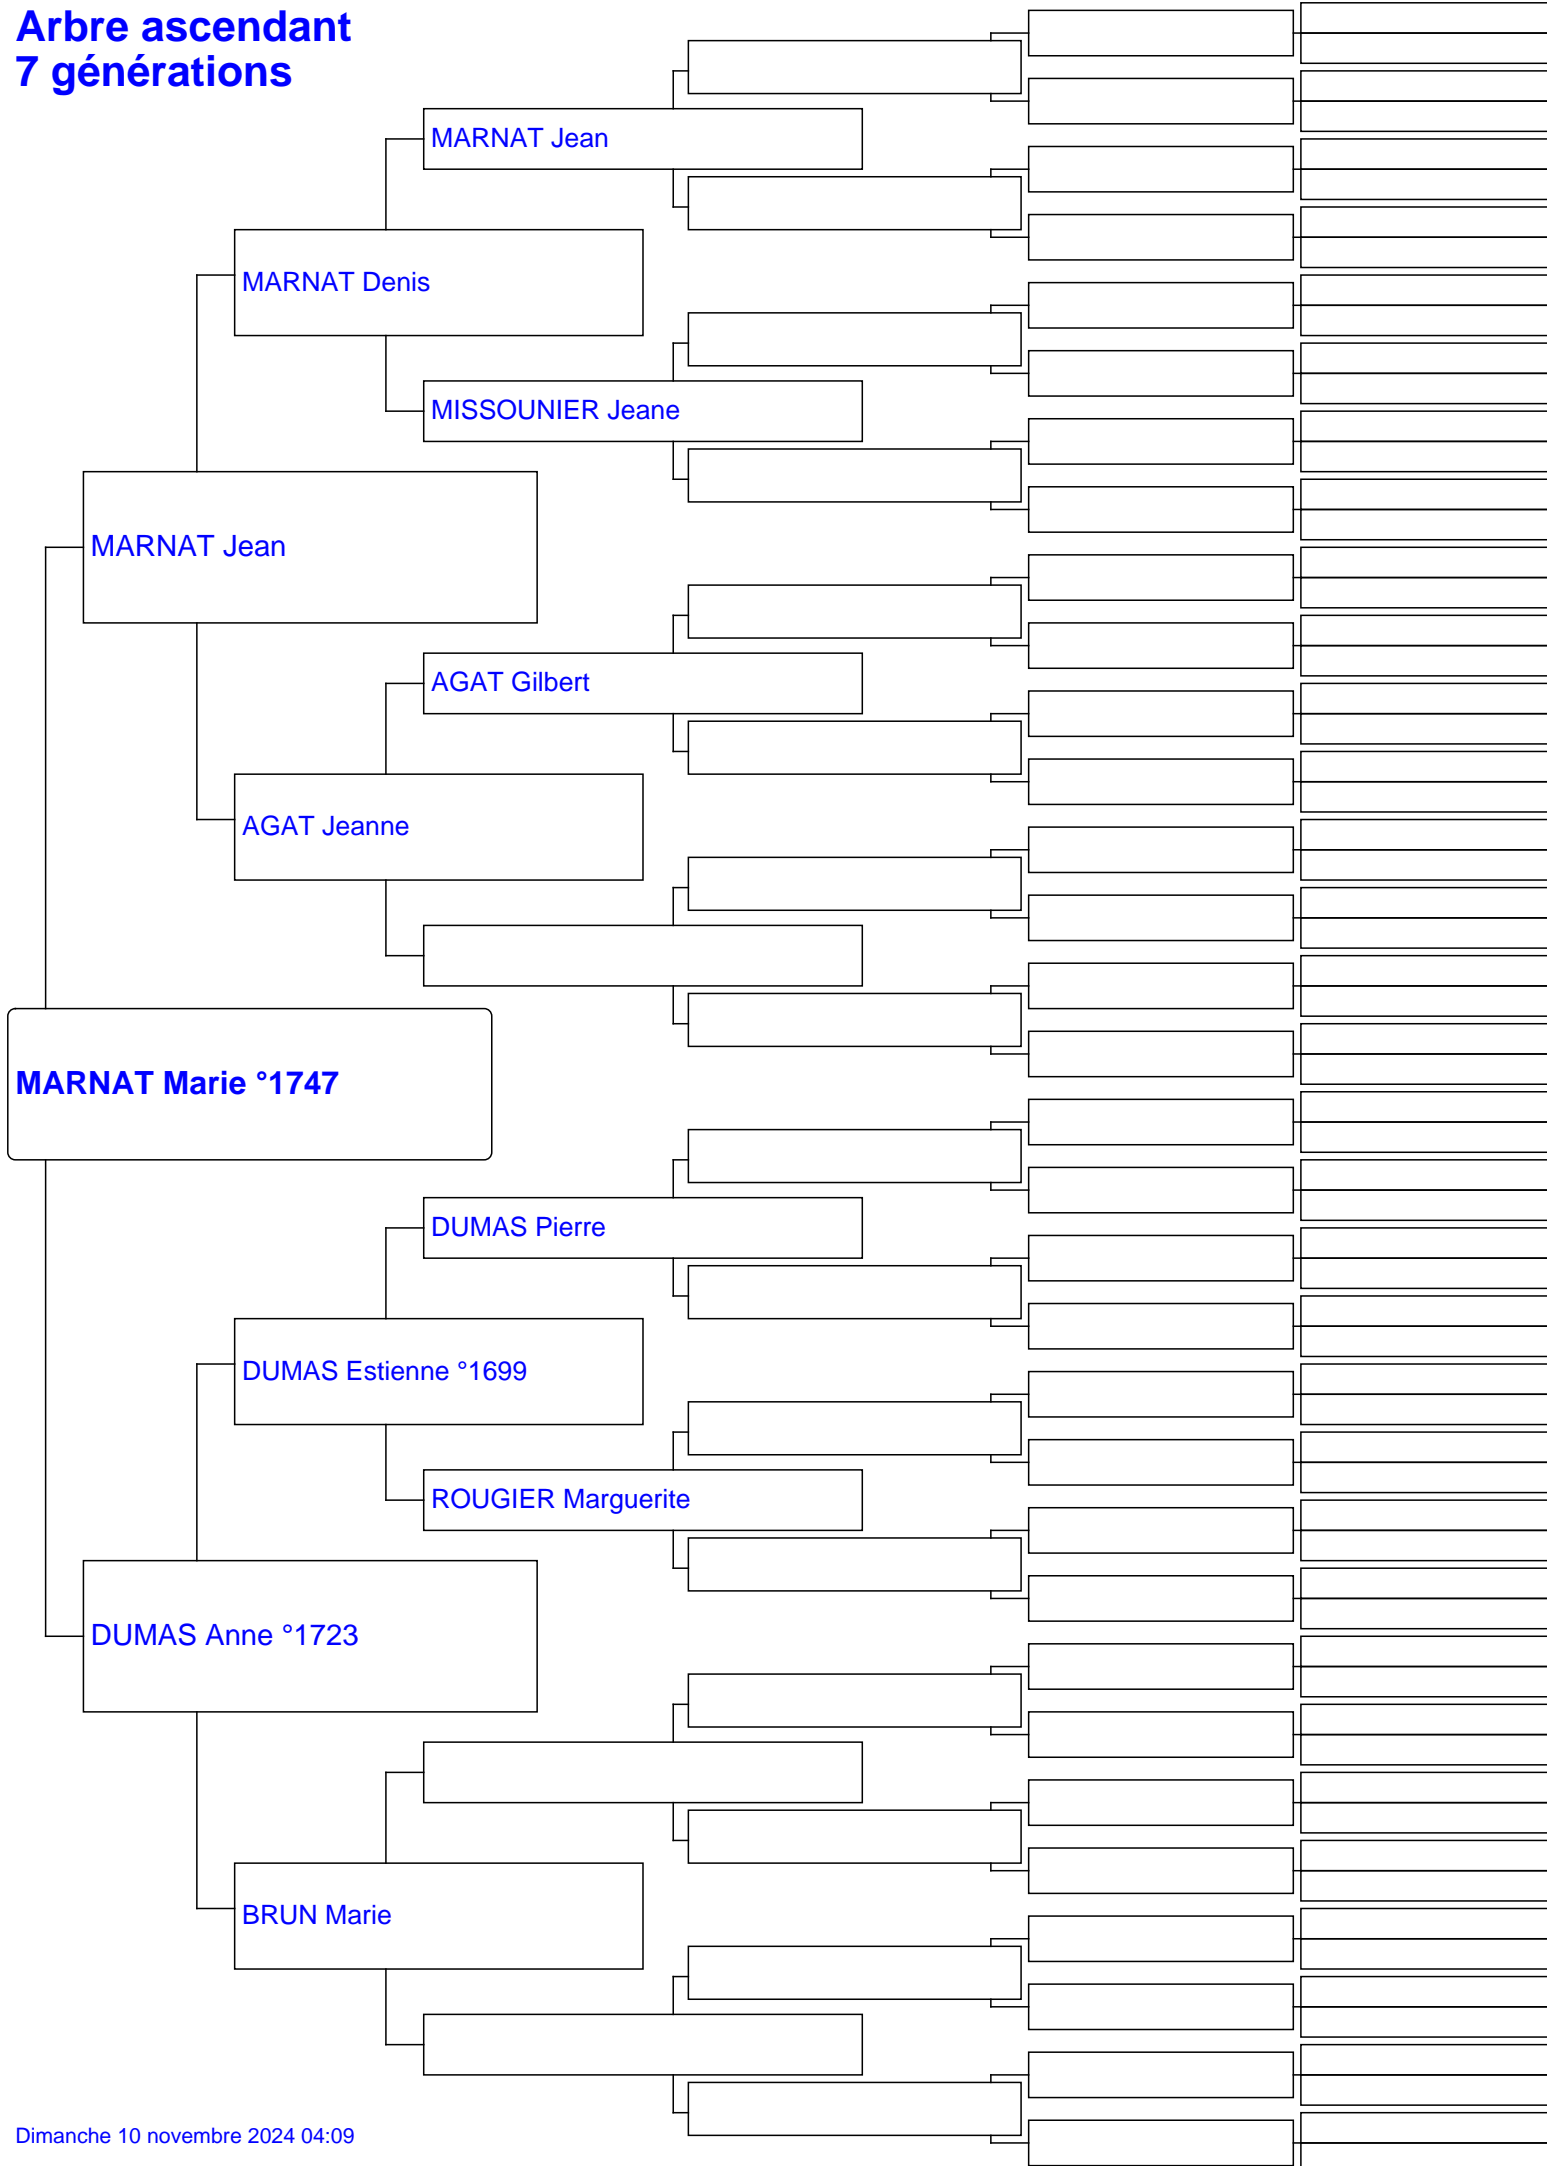 Arbre ascendant
7 générations
MARNAT Jean
MARNAT Denis
MISSOUNIER Jeane
MARNAT Jean
AGAT Gilbert
AGAT Jeanne
MARNAT Marie °1747
DUMAS Pierre
DUMAS Estienne °1699
ROUGIER Marguerite
DUMAS Anne °1723
BRUN Marie
Dimanche 10 novembre 2024 04:09